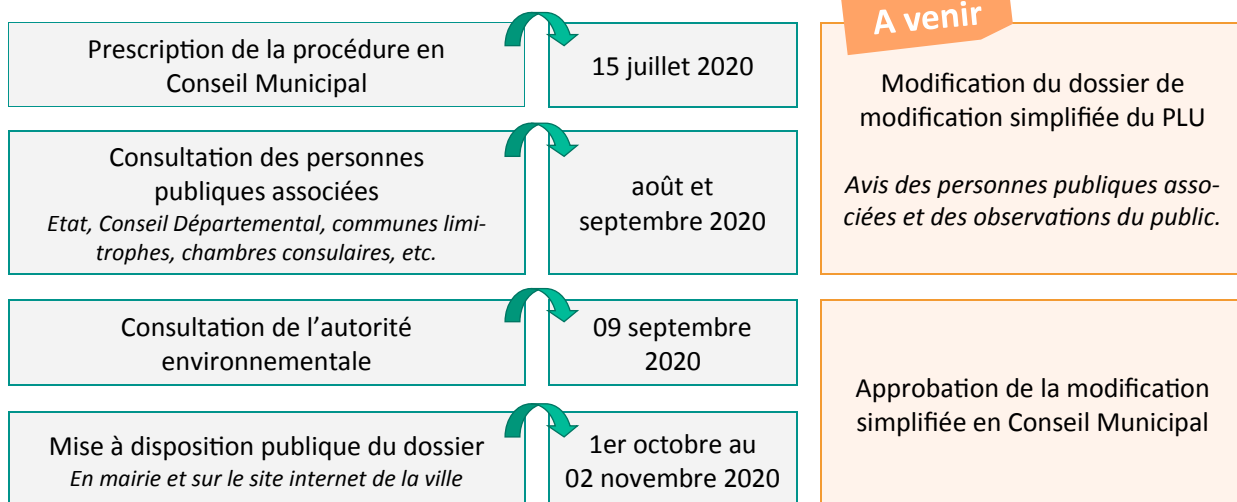 Prescription de la procédure en
Conseil Municipal
15 juillet 2020
Consultation des personnes
publiques associées
Etat, Conseil Départemental, communes limi-
trophes, chambres consulaires, etc.
août et
septembre 2020
Consultation de l’autorité
environnementale
09 septembre
2020
Mise à disposition publique du dossier
En mairie et sur le site internet de la ville
1er octobre au
02 novembre 2020
A venir
Modification du dossier de
modification simplifiée du PLU
Avis des personnes publiques asso-
ciées et des observations du public.
Approbation de la modification
simplifiée en Conseil Municipal